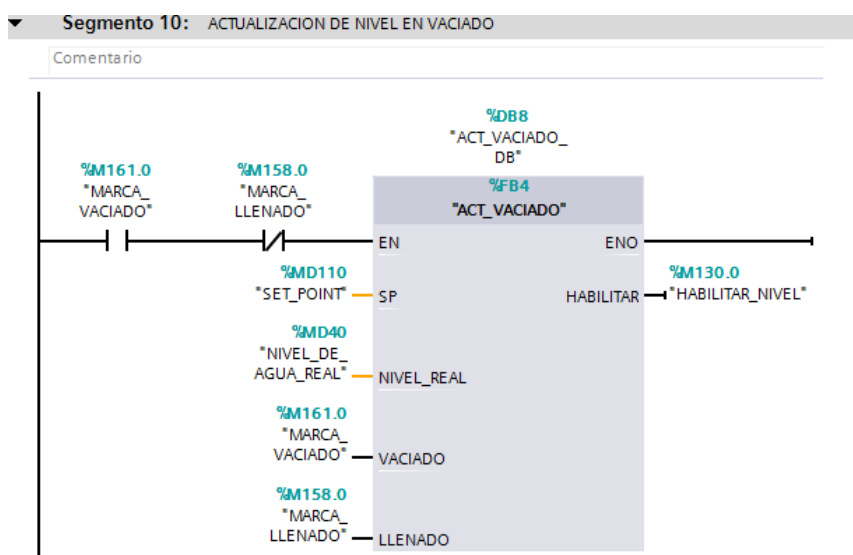 Segmento 10: ACTUALIZACION DE NIVEL EN VACIADO
Comentario
%DB8
"ACT_VACIADO_
DB"
%M161.0
"MARCA_
VACIADO"
%M158.0
"MARCA_
LLENADO"
%FB4
"ACT_VACIADO"
EN
ENO
%MD110
"SET_POINT"
SP
%M130.0
HABILITAR
"HABILITAR_NIVEL"
%MD40
"NIVEL_DE_
AGUA_REAL"
NIVEL_REAL
%M161.0
"MARCA_
VACIADO"
VACIADO
%M158.0
"MARCA_
LLENADO"
LLENADO